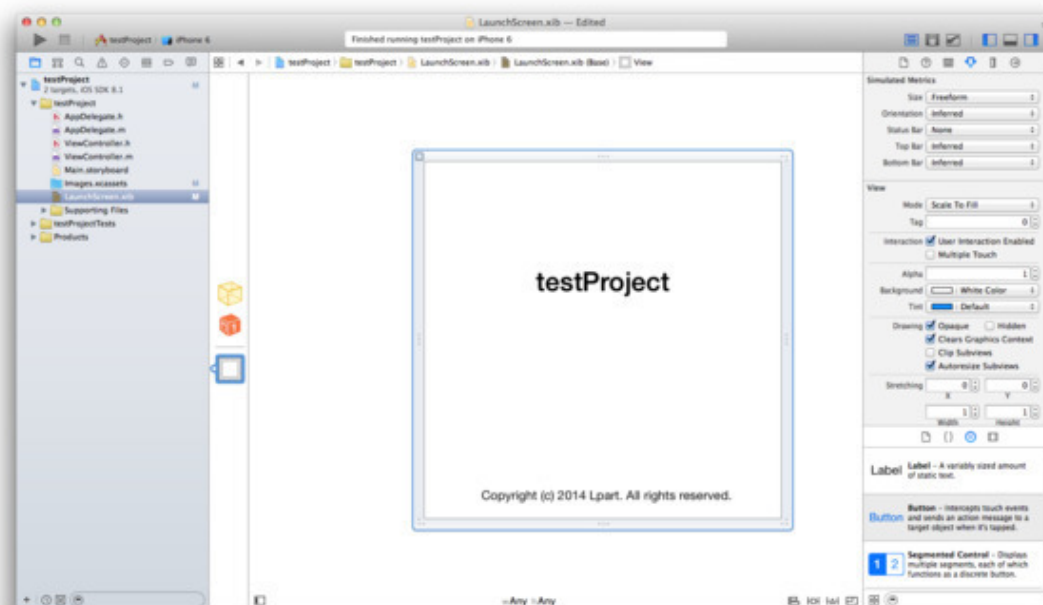 LaunchScreen.xib — Edited
testProject iPhone 6
Finished running testProject on iPhone 6
testProject testProject LaunchScreen.xib LaunchScreen.xib (Base) View
testProject
2 targets, iOS SDK 8.1
M
testProject
AppDelegate.h
AppDelegate.m
ViewController.h
ViewController.m
Main.storyboard
Images.xcassets
M
LaunchScreen.xib
M
Supporting Files
testProjectTests
Products
testProject
Copyright (c) 2014 Lpart. All rights reserved.
wAny hAny
Simulated Metrics
Size Freeform
Orientation Inferred
Status Bar None
Top Bar Inferred
Bottom Bar Inferred
View
Mode Scale To Fill
Tag 0
Interaction User Interaction Enabled
Multiple Touch
Alpha 1
Background White Color
Tint Default
Drawing Opaque Hidden
Clears Graphics Context
Clip Subviews
Autoresize Subviews
Stretching 0 0
X Y
1 1
Width Height
Label
Label - A variably sized amount
of static text.
Button
Button - Intercepts touch events
and sends an action message to a
target object when it's tapped.
1 2
Segmented Control - Displays
multiple segments, each of which
functions as a discrete button.